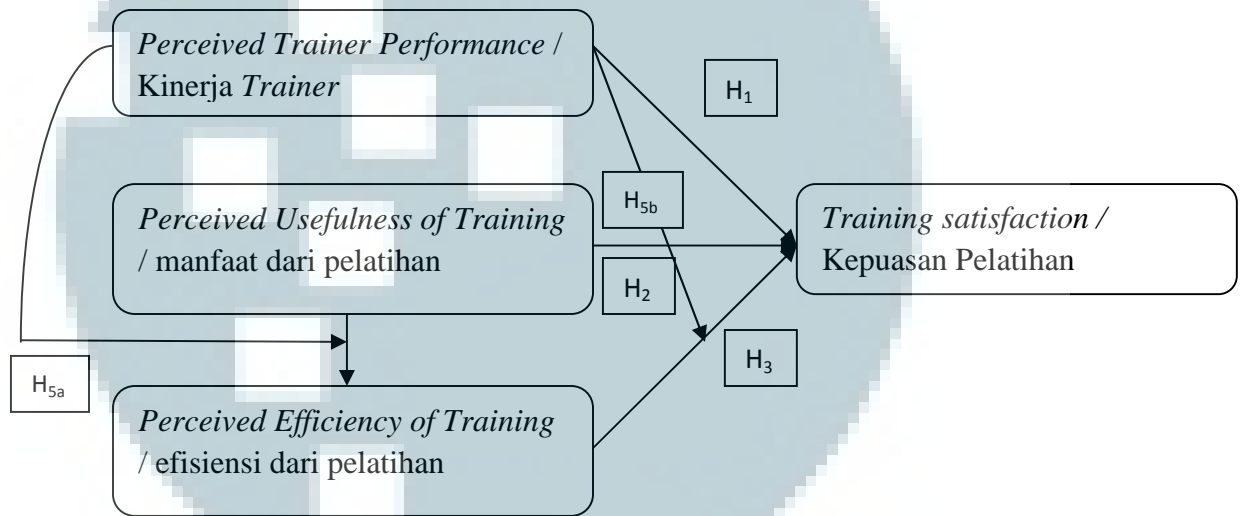 Perceived Trainer Performance /
Kinerja Trainer
H1
Perceived Usefulness of Training
/ manfaat dari pelatihan
H5b
Training satisfaction /
Kepuasan Pelatihan
H2
H3
H5a
Perceived Efficiency of Training
/ efisiensi dari pelatihan